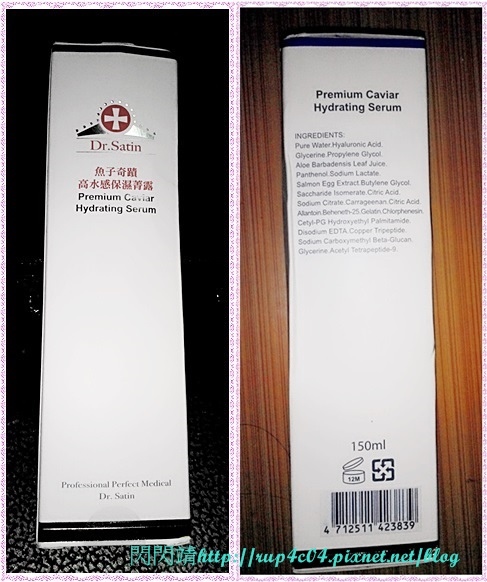 Dr.Satin
魚子奇蹟
高水感保濕菁露
Premium Caviar
Hydrating Serum
Professional Perfect Medical
Dr. Satin
Premium Caviar
Hydrating Serum
INGREDIENTS:
Pure Water.Hyaluronic Acid.
Glycerine.Propylene Glycol.
Aloe Barbadensis Leaf Juice.
Panthenol.Sodium Lactate.
Salmon Egg Extract.Butylene Glycol.
Saccharide Isomerate.Citric Acid.
Sodium Citrate.Carrageenan.Citric Acid.
Allantoin.Beheneth-25.Gelatin.Chlorphenesin.
Cetyl-PG Hydroxyethyl Palmitamide.
Disodium EDTA.Copper Tripeptide.
Sodium Carboxymethyl Beta-Glucan.
Glycerine.Acetyl Tetrapeptide-9.
150ml
12M
4 712511 423839
閃閃靖http://rup4c04.pixnet.net/blog